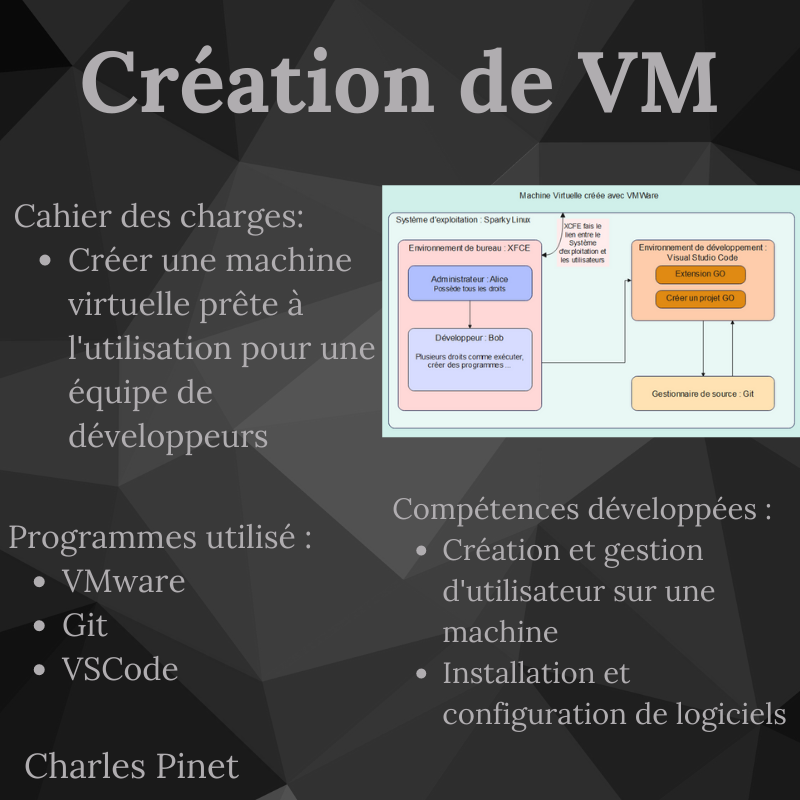 Création de VM
Cahier des charges:
• Créer une machine
virtuelle prête à
l'utilisation pour une
équipe de
développeurs
Machine Virtuelle créée avec VMWare
Système d'exploitation : Sparky Linux
XCFE fais le
lien entre le
Système
d'exploitation et
les utilisateurs
Environnement de bureau : XFCE
Administrateur : Alice
Possède tous les droits
Développeur : Bob
Plusieurs droits comme exécuter,
créer des programmes ...
Environnement de développement :
Visual Studio Code
Extension GO
Créer un projet GO
Gestionnaire de source : Git
Programmes utilisé :
• VMware
• Git
• VSCode
Compétences développées :
• Création et gestion
d'utilisateur sur une
machine
• Installation et
configuration de logiciels
Charles Pinet